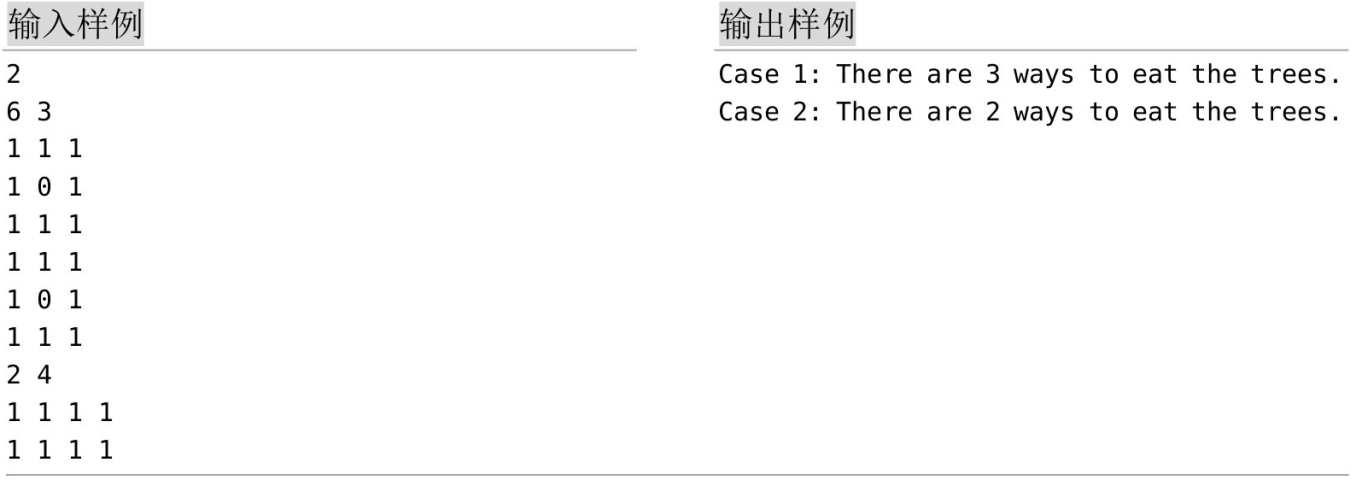 输入样例
2
6 3
1 1 1
1 0 1
1 1 1
1 1 1
1 0 1
1 1 1
2 4
1 1 1 1
1 1 1 1
输出样例
Case 1: There are 3 ways to eat the trees.
Case 2: There are 2 ways to eat the trees.